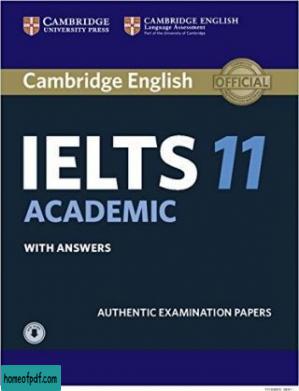 CAMBRIDGE
UNIVERSITY PRESS
CAMBRIDGE ENGLISH
Language Assessment
Part of the University of Cambridge
Cambridge English
OFFICIAL
IELTS 11
ACADEMIC
WITH ANSWERS
AUTHENTIC EXAMINATION PAPERS
homeofpdf.com